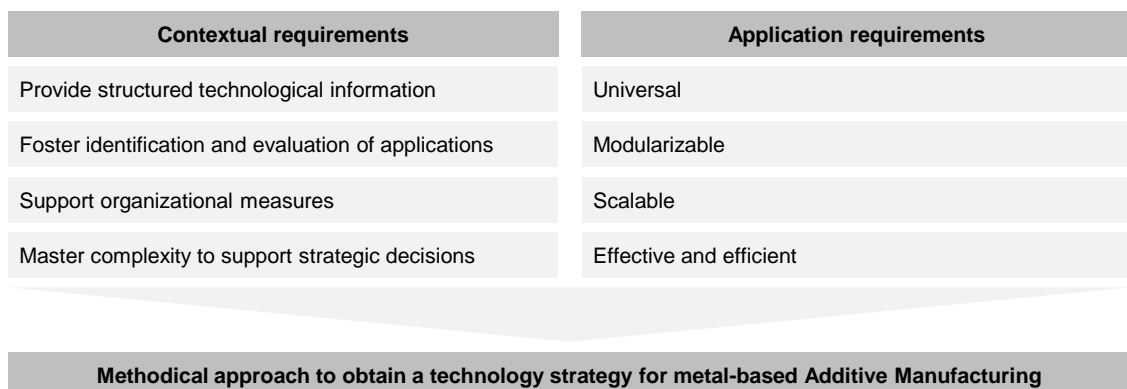 Contextual requirements
Application requirements
Provide structured technological information
Universal
Foster identification and evaluation of applications
Modularizable
Support organizational measures
Scalable
Master complexity to support strategic decisions
Effective and efficient
Methodical approach to obtain a technology strategy for metal-based Additive Manufacturing